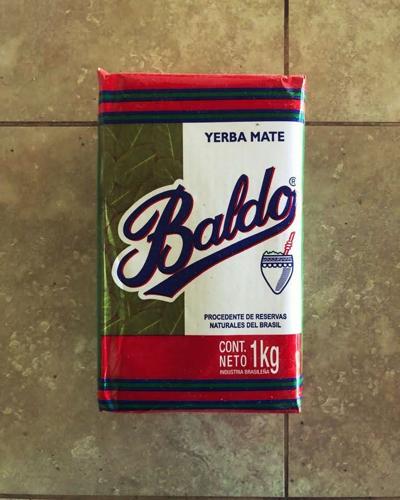 YERBA MATE
Baldo®
PROCEDENTE DE RESERVAS
NATURALES DEL BRASIL
CONT.
NETO 1kg
INDUSTRIA BRASILEÑA